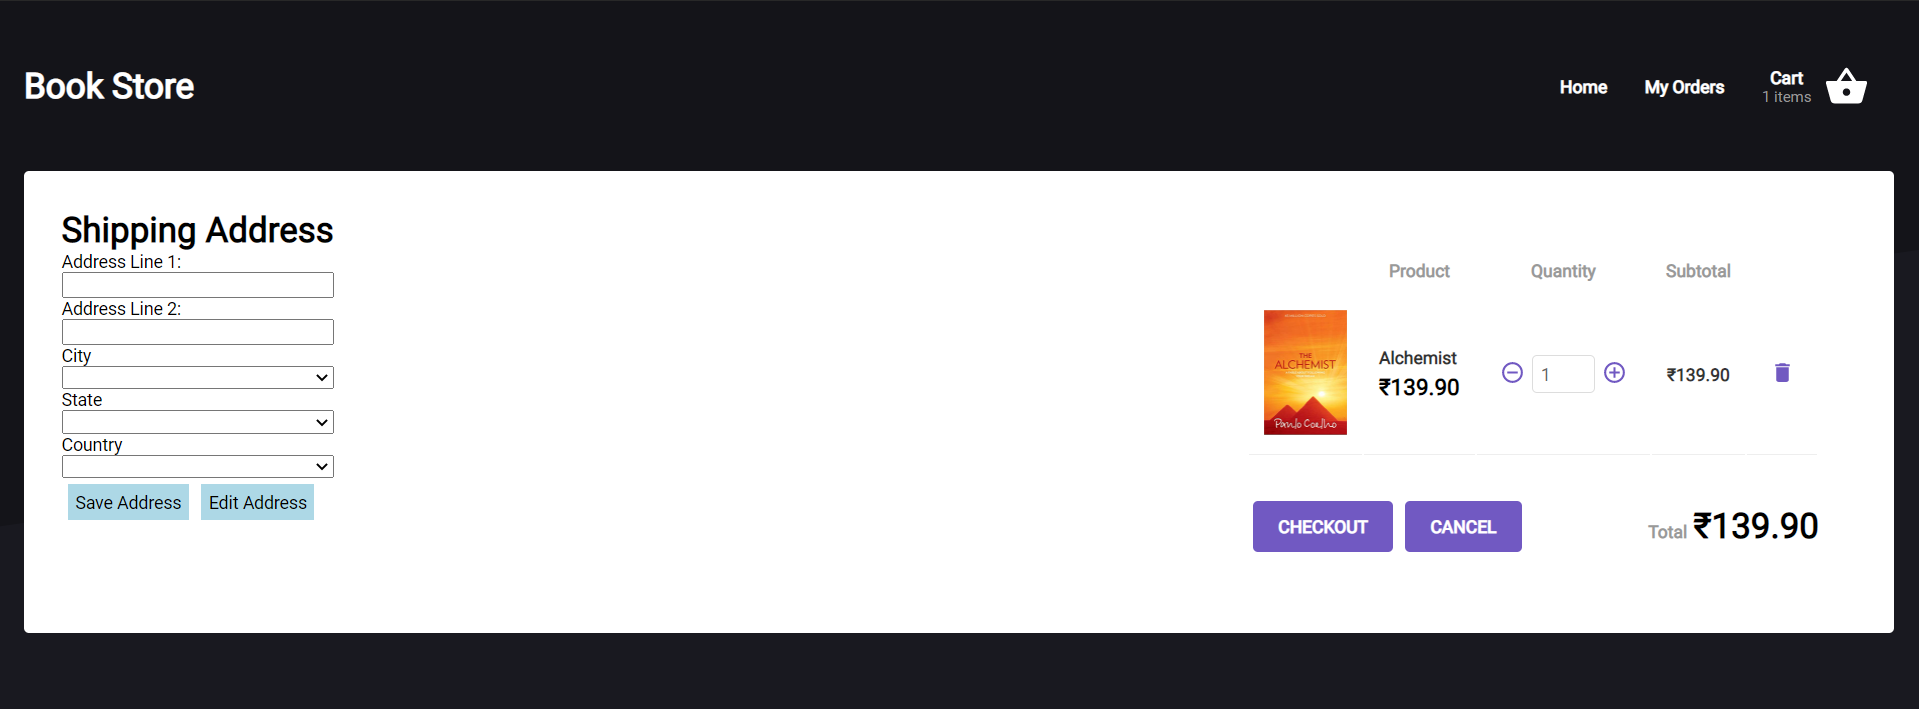 Book Store
Home
My Orders
Cart
1 items
Shipping Address
Address Line 1:
Address Line 2:
City
State
Country
Save Address
Edit Address
Product
Quantity
Subtotal
THE
ALCHEMIST
Paulo Coelho
Alchemist
₹139.90
1
₹139.90
CHECKOUT
CANCEL
Total ₹139.90